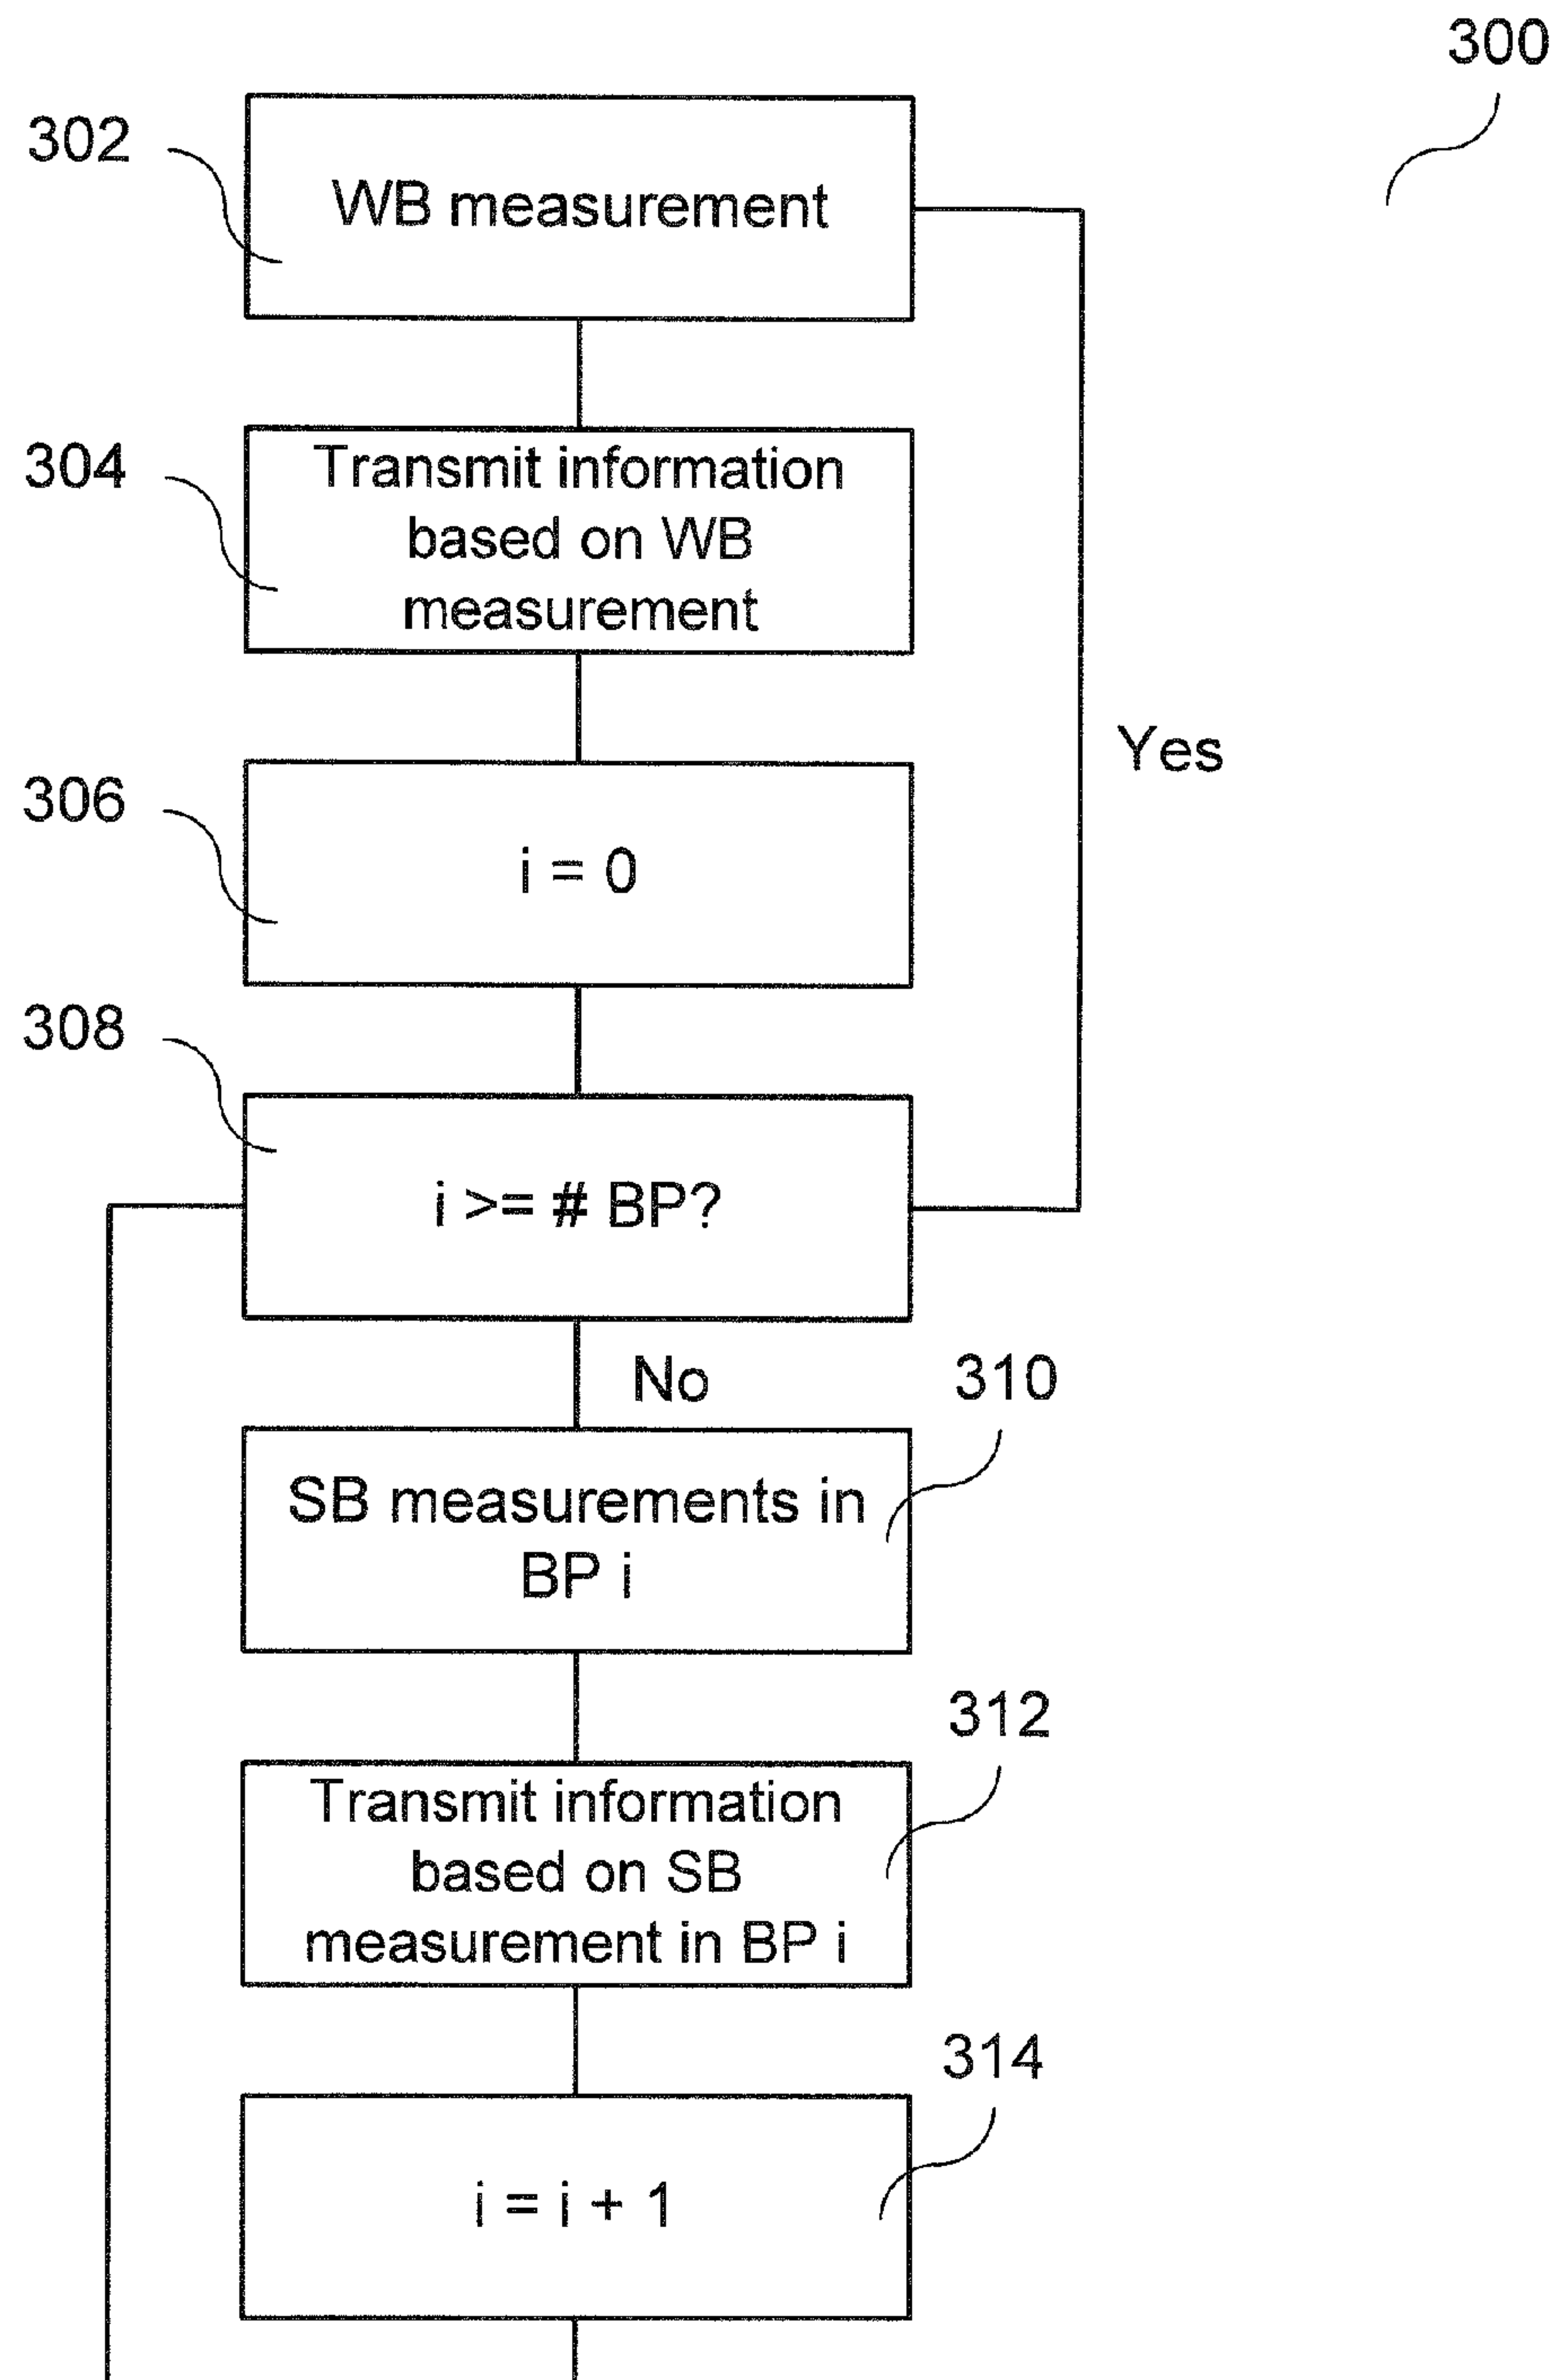 300
302
WB measurement
304
Transmit information
based on WB
measurement
Yes
306
i = 0
308
i >= # BP?
No
310
SB measurements in
BP i
312
Transmit information
based on SB
measurement in BP i
314
i = i + 1